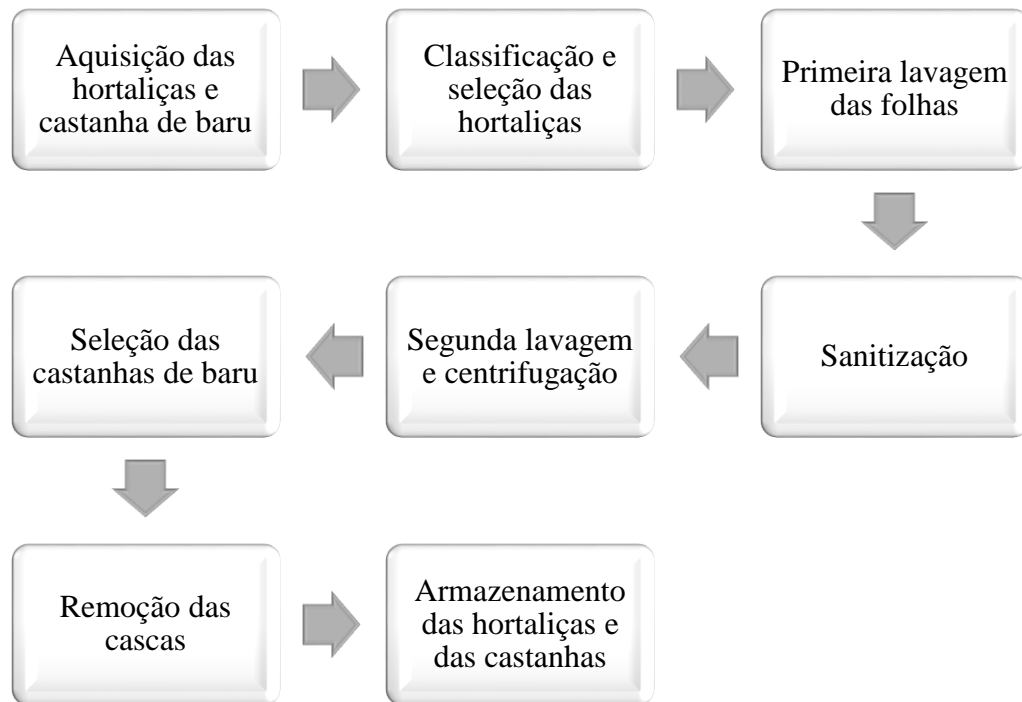 Aquisição das
hortaliças e
castanha de baru
Classificação e
seleção das
hortaliças
Primeira lavagem
das folhas
Sanitização
Segunda lavagem
e centrifugação
Seleção das
castanhas de baru
Remoção das
cascas
Armazenamento
das hortaliças e
das castanhas